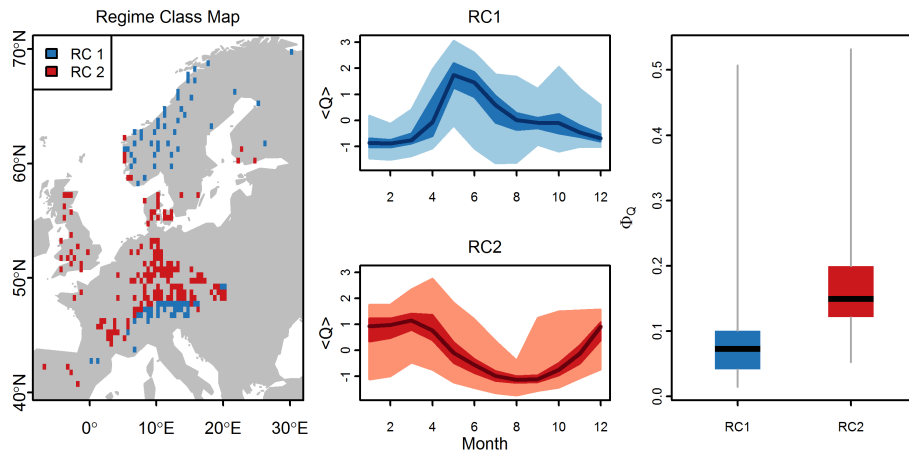 Regime Class Map
RC 1
RC 2
70°N
60°N
50°N
40°N
0°
10°E
20°E
30°E
RC1
<Q>
3
2
1
0
-1
2
4
6
8
10
12
RC2
<Q>
3
2
1
0
-1
2
4
6
8
10
12
Month
Φ_Q
0.5
0.4
0.3
0.2
0.1
0.0
RC1
RC2